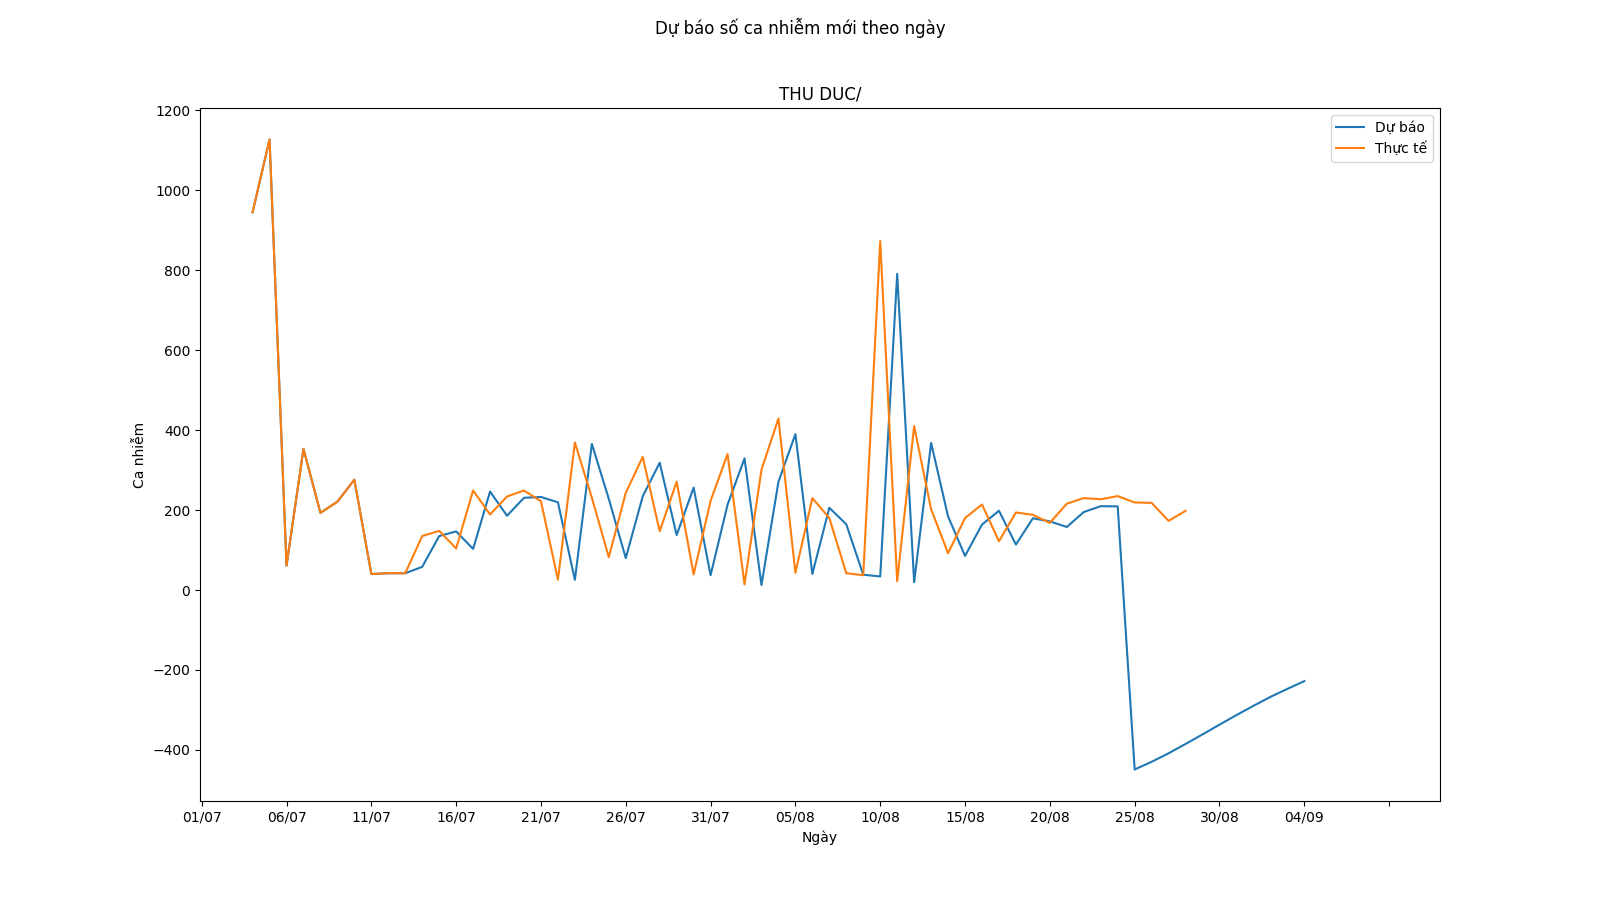 Dự báo số ca nhiễm mới theo ngày
THU DUC/
1200
1000
800
600
400
200
0
−200
−400
Ca nhiễm
Dự báo
Thực tế
01/07 06/07 11/07 16/07 21/07 26/07 31/07 05/08 10/08 15/08 20/08 25/08 30/08 04/09
Ngày